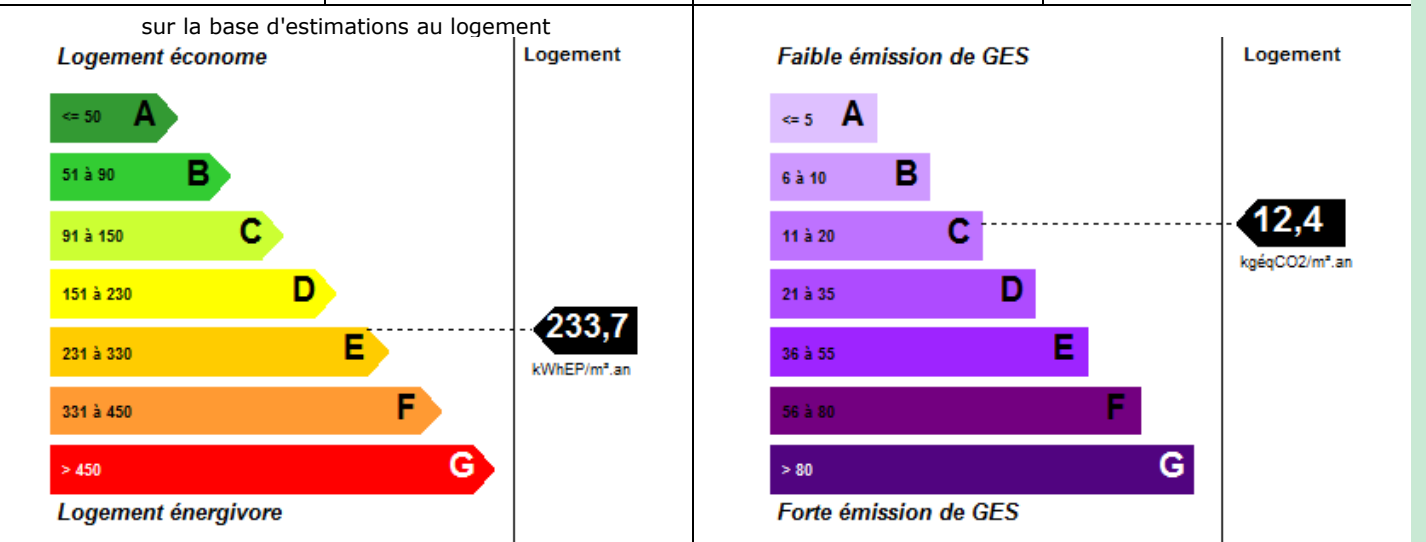 sur la base d'estimations au logement
Logement économe
Logement
<= 50 A
51 à 90 B
91 à 150 C
151 à 230 D
231 à 330 E
331 à 450 F
> 450 G
233,7
kWhEP/m².an
Logement énergivore
Faible émission de GES
Logement
<= 5 A
6 à 10 B
11 à 20 C
21 à 35 D
36 à 55 E
56 à 80 F
> 80 G
12,4
kgéqCO2/m².an
Forte émission de GES